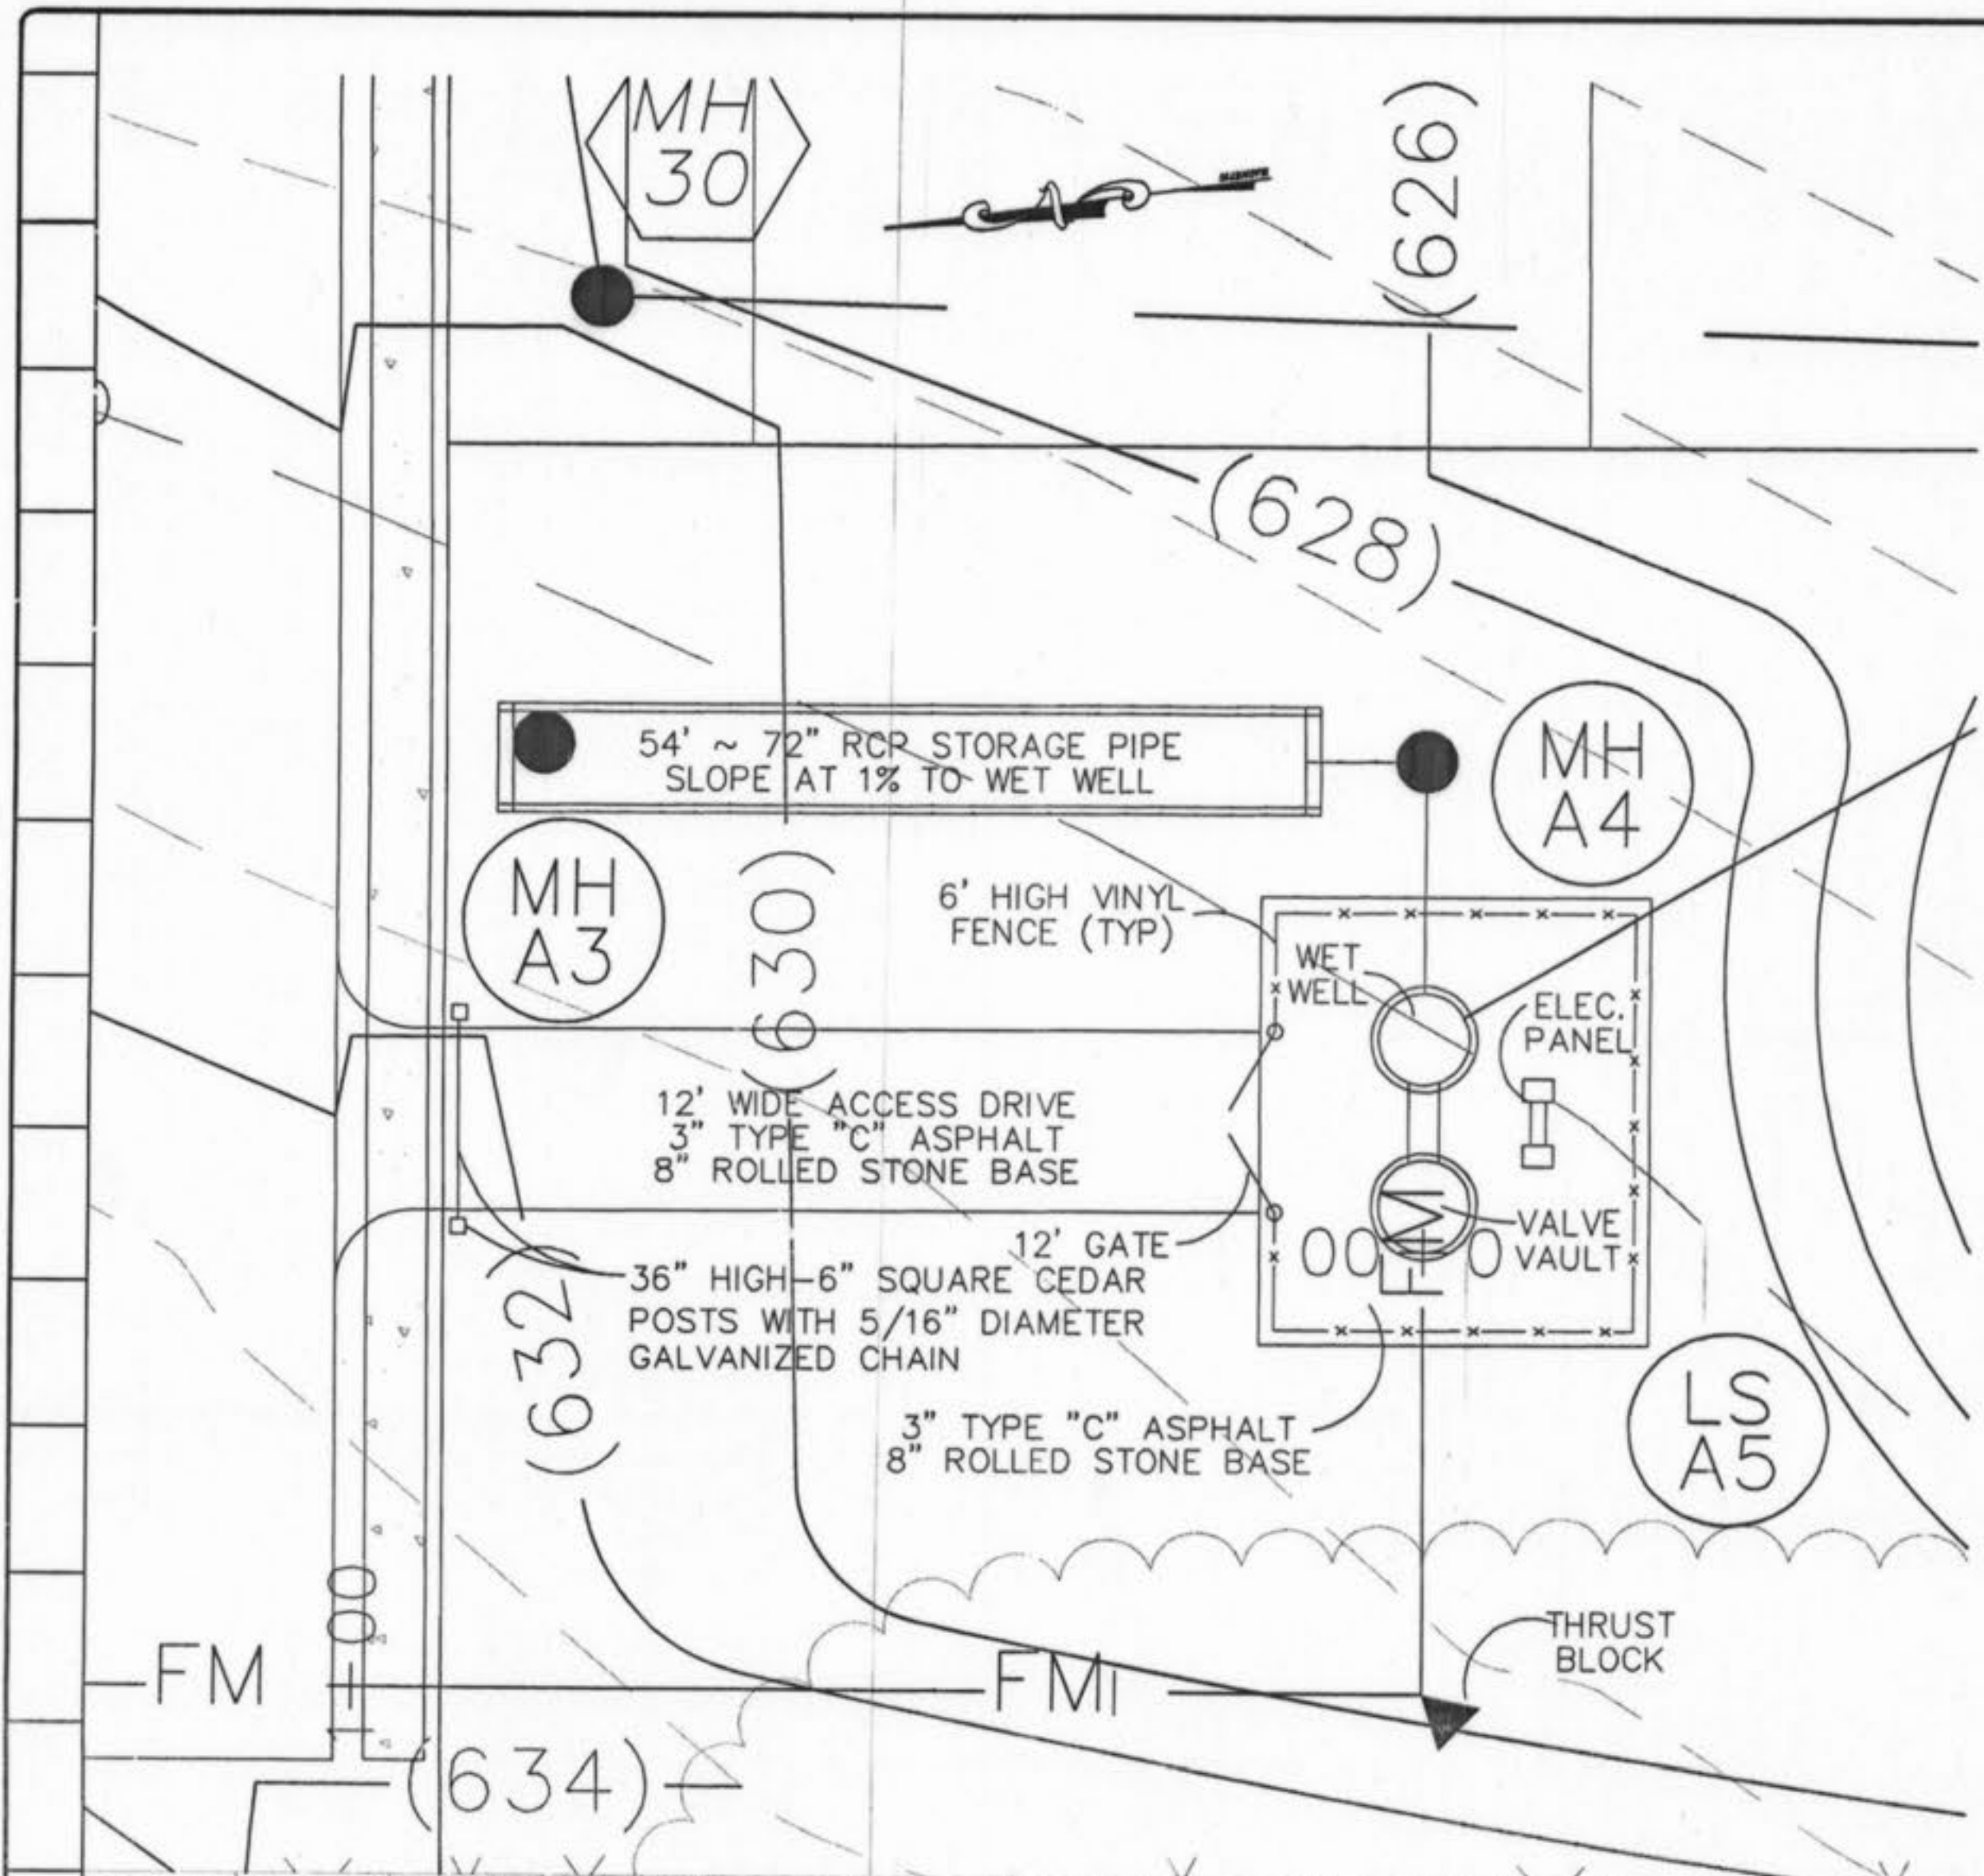 MH
30
(626)
(628)
54' ~ 72" RCP STORAGE PIPE
SLOPE AT 1% TO WET WELL
MH
A4
MH
A3
(630)
6' HIGH VINYL
FENCE (TYP)
WET
WELL
ELEC.
PANEL
12' WIDE ACCESS DRIVE
3" TYPE "C" ASPHALT
8" ROLLED STONE BASE
12' GATE
VALVE
VAULT
FM
(632)
36" HIGH-6" SQUARE CEDAR
POSTS WITH 5/16" DIAMETER
GALVANIZED CHAIN
3" TYPE "C" ASPHALT
8" ROLLED STONE BASE
LS
A5
THRUST
BLOCK
FM
FM
(634)